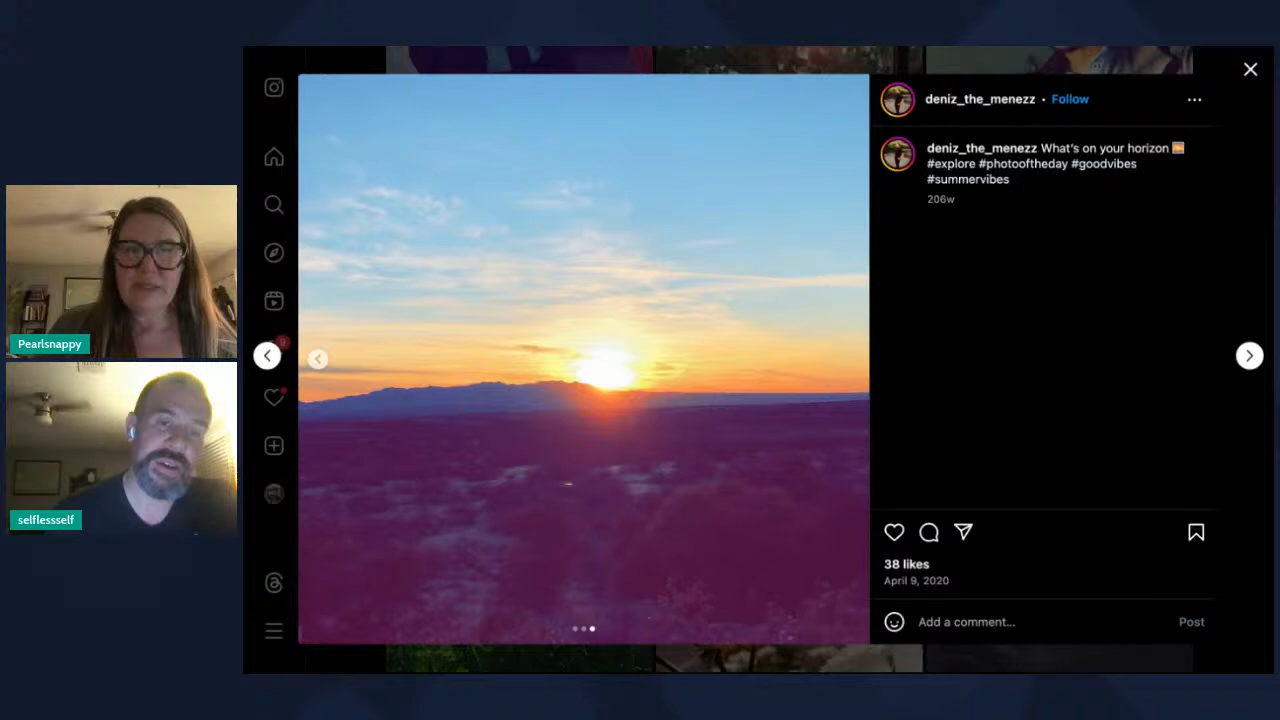 deniz_the_menezz • Follow
deniz_the_menezz What's on your horizon 🌅
#explore #photooftheday #goodvibes
#summervibes
206w
9
Pearlsnappy
selflessself
38 likes
April 9, 2020
Add a comment...
Post